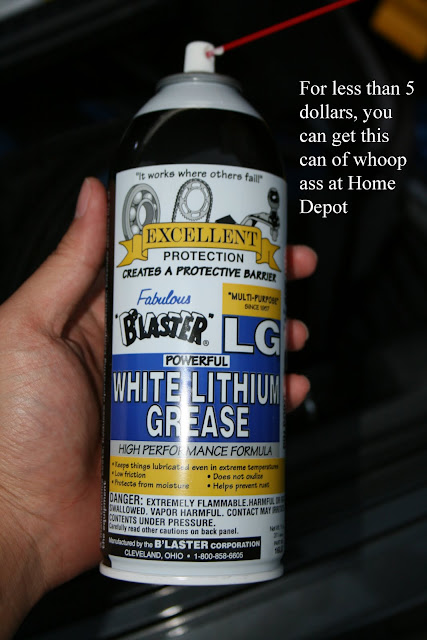 For less than 5
dollars, you
can get this
can of whoop
ass at Home
Depot
"It works where others fail!"
EXCELLENT
PROTECTION
CREATES A PROTECTIVE BARRIER
Fabulous
"MULTI-PURPOSE"
SINCE 1957
"B'LASTER"
LG
POWERFUL
WHITE LITHIUM
GREASE
HIGH PERFORMANCE FORMULA
• Keeps things lubricated even in extreme temperatures
• Low friction • Does not oxidize
• Protects from moisture • Helps prevent rust
DANGER: EXTREMELY FLAMMABLE. HARMFUL OR
SWALLOWED. VAPOR HARMFUL. CONTACT MAY
CONTENTS UNDER PRESSURE.
Carefully read other cautions on back panel.
Manufactured by the B'LASTER CORPORATION
CLEVELAND, OHIO • 1-800-858-6605